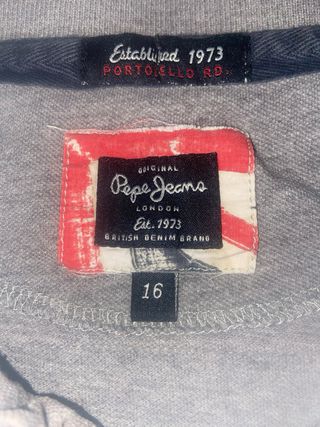 Established 1973
PORTOBELLO RD.
ORIGINAL
Pepe Jeans
LONDON
Est. 1973
BRITISH DENIM BRAND
16